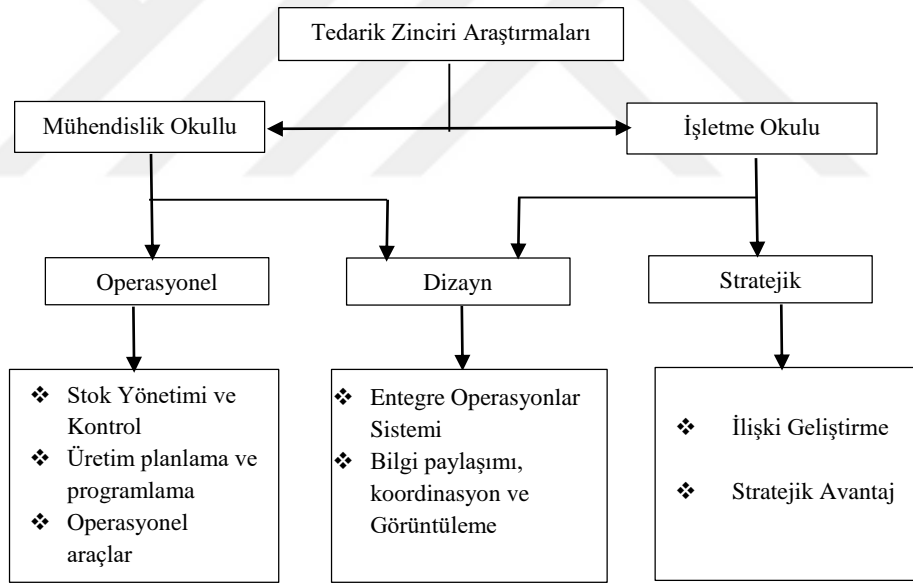 Tedarik Zinciri Araştırmaları
Mühendislik Okullu
İşletme Okulu
Operasyonel
Dizayn
Stratejik
❖ Stok Yönetimi ve
Kontrol
❖ Üretim planlama ve
programlama
❖ Operasyonel
araçlar
❖ Entegre Operasyonlar
Sistemi
❖ Bilgi paylaşımı,
koordinasyon ve
Görüntüleme
❖ İlişki Geliştirme
❖ Stratejik Avantaj